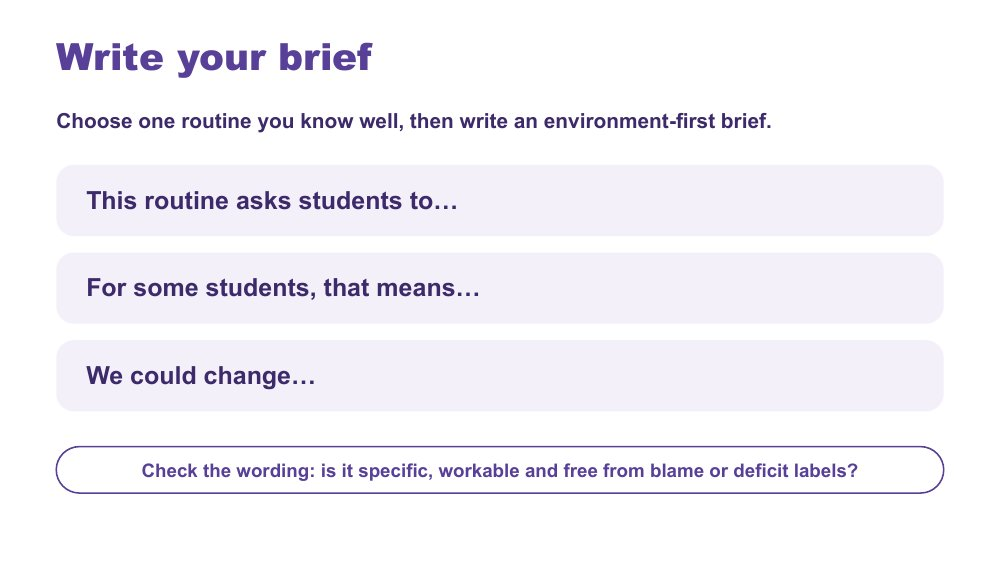 Write your brief
Choose one routine you know well, then write an environment-first brief.
This routine asks students to…
For some students, that means…
We could change…
Check the wording: is it specific, workable and free from blame or deficit labels?